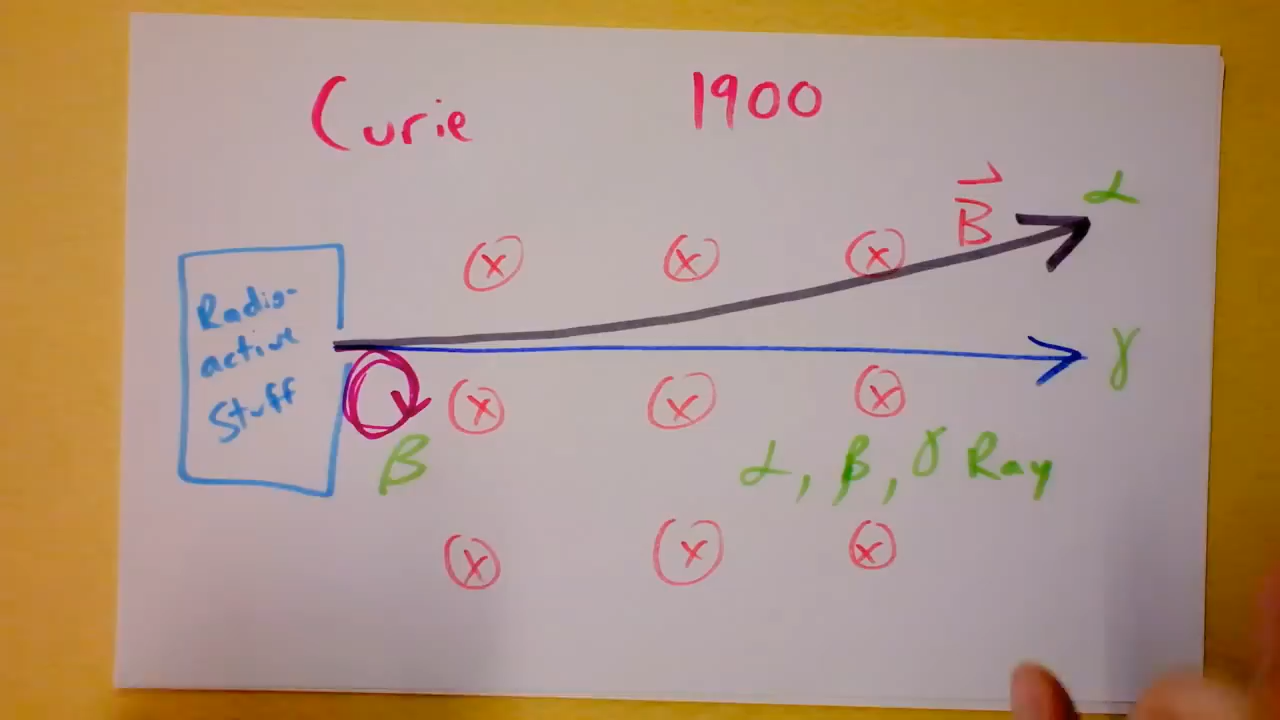 Curie 1900
B
α
Radio-
active
Stuff
γ
β
α, β, γ Ray
x x x
x x x
x x x